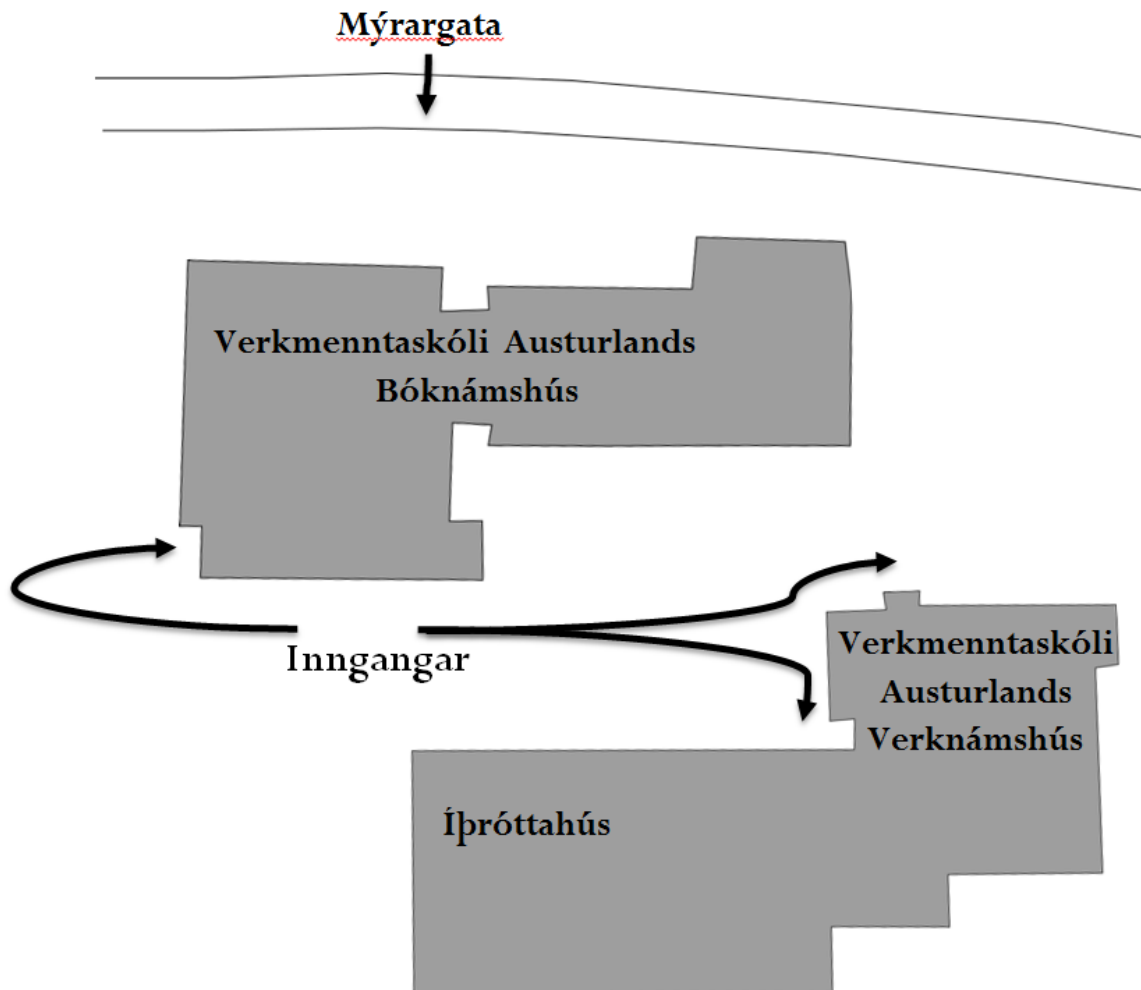 Mýrargata
Verkmenntaskóli Austurlands
Bóknámshús
Inngangar
Verkmenntaskóli
Austurlands
Verknámshús
Íþróttahús